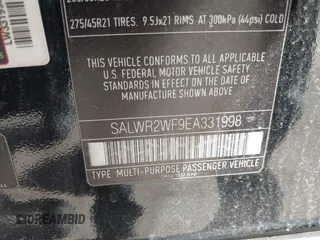 275/45R21 TIRES. 9.5Jx21 RIMS. AT 300kPa (44psi) COLD
THIS VEHICLE CONFORMS TO ALL APPLICABLE
U.S. FEDERAL MOTOR VEHICLE SAFETY
STANDARDS IN EFFECT ON THE DATE OF
MANUFACTURE SHOWN ABOVE
SALWR2WF9EA331998
TYPE: MULTI-PURPOSE PASSENGER VEHICLE
DREAMBID